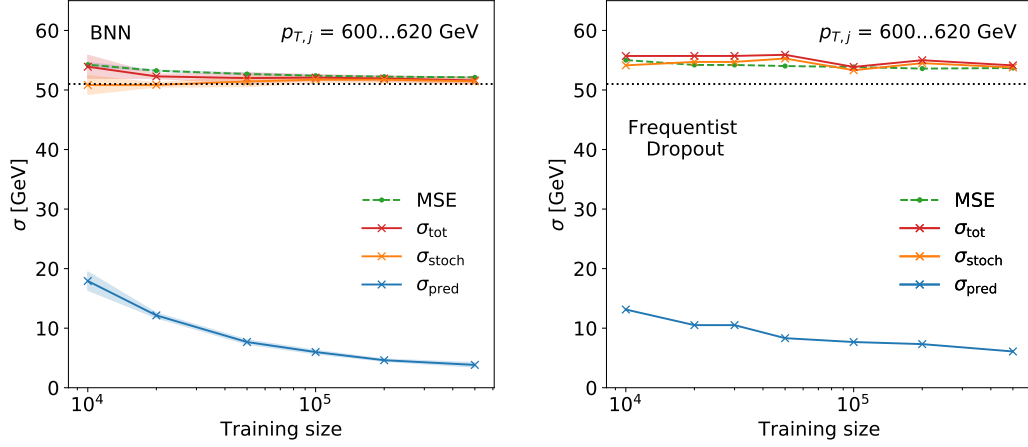 BNN
p_{T,j} = 600...620 GeV
60
50
40
30
20
10
0
σ [GeV]
MSE
σ_tot
σ_stoch
σ_pred
10^4
10^5
Training size
p_{T,j} = 600...620 GeV
60
50
40
30
20
10
0
σ [GeV]
Frequentist
Dropout
MSE
σ_tot
σ_stoch
σ_pred
10^4
10^5
Training size